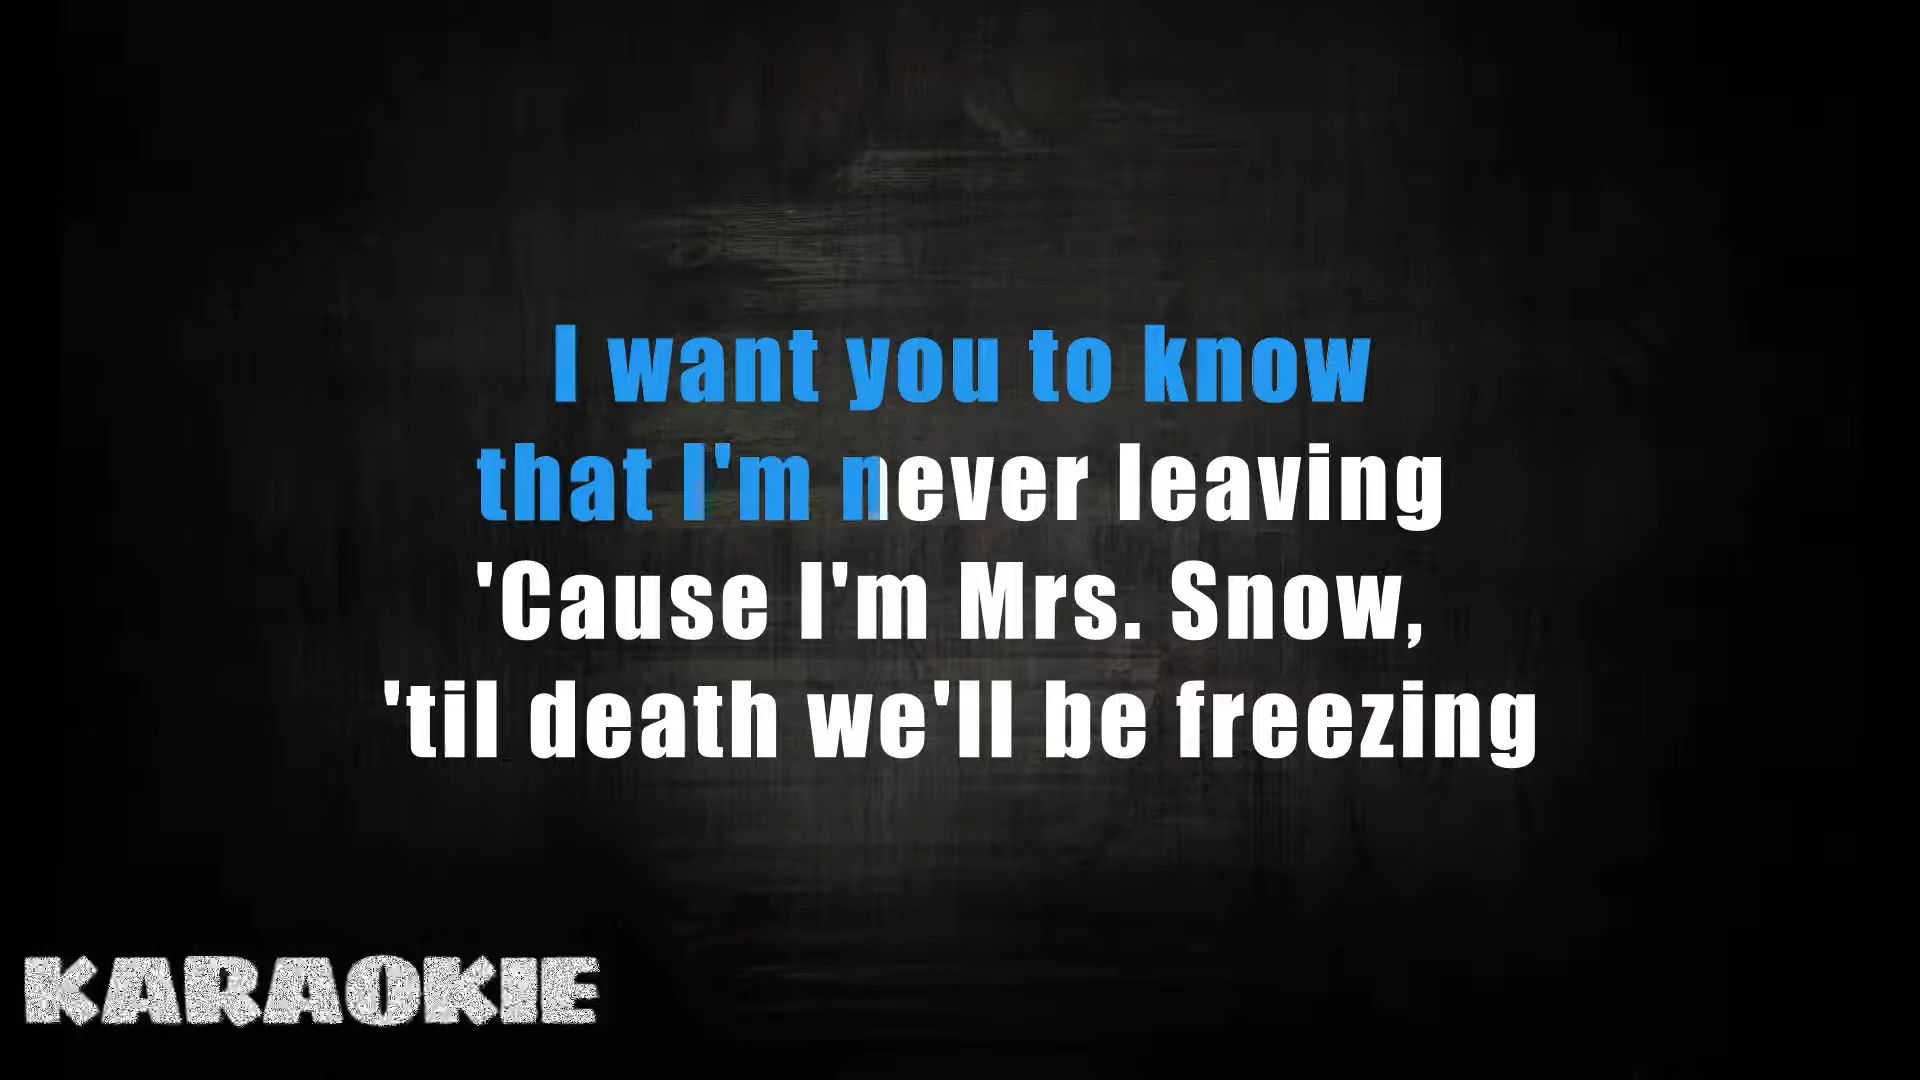 I want you to know
that I'm never leaving
'Cause I'm Mrs. Snow,
'til death we'll be freezing
KARAOKIE